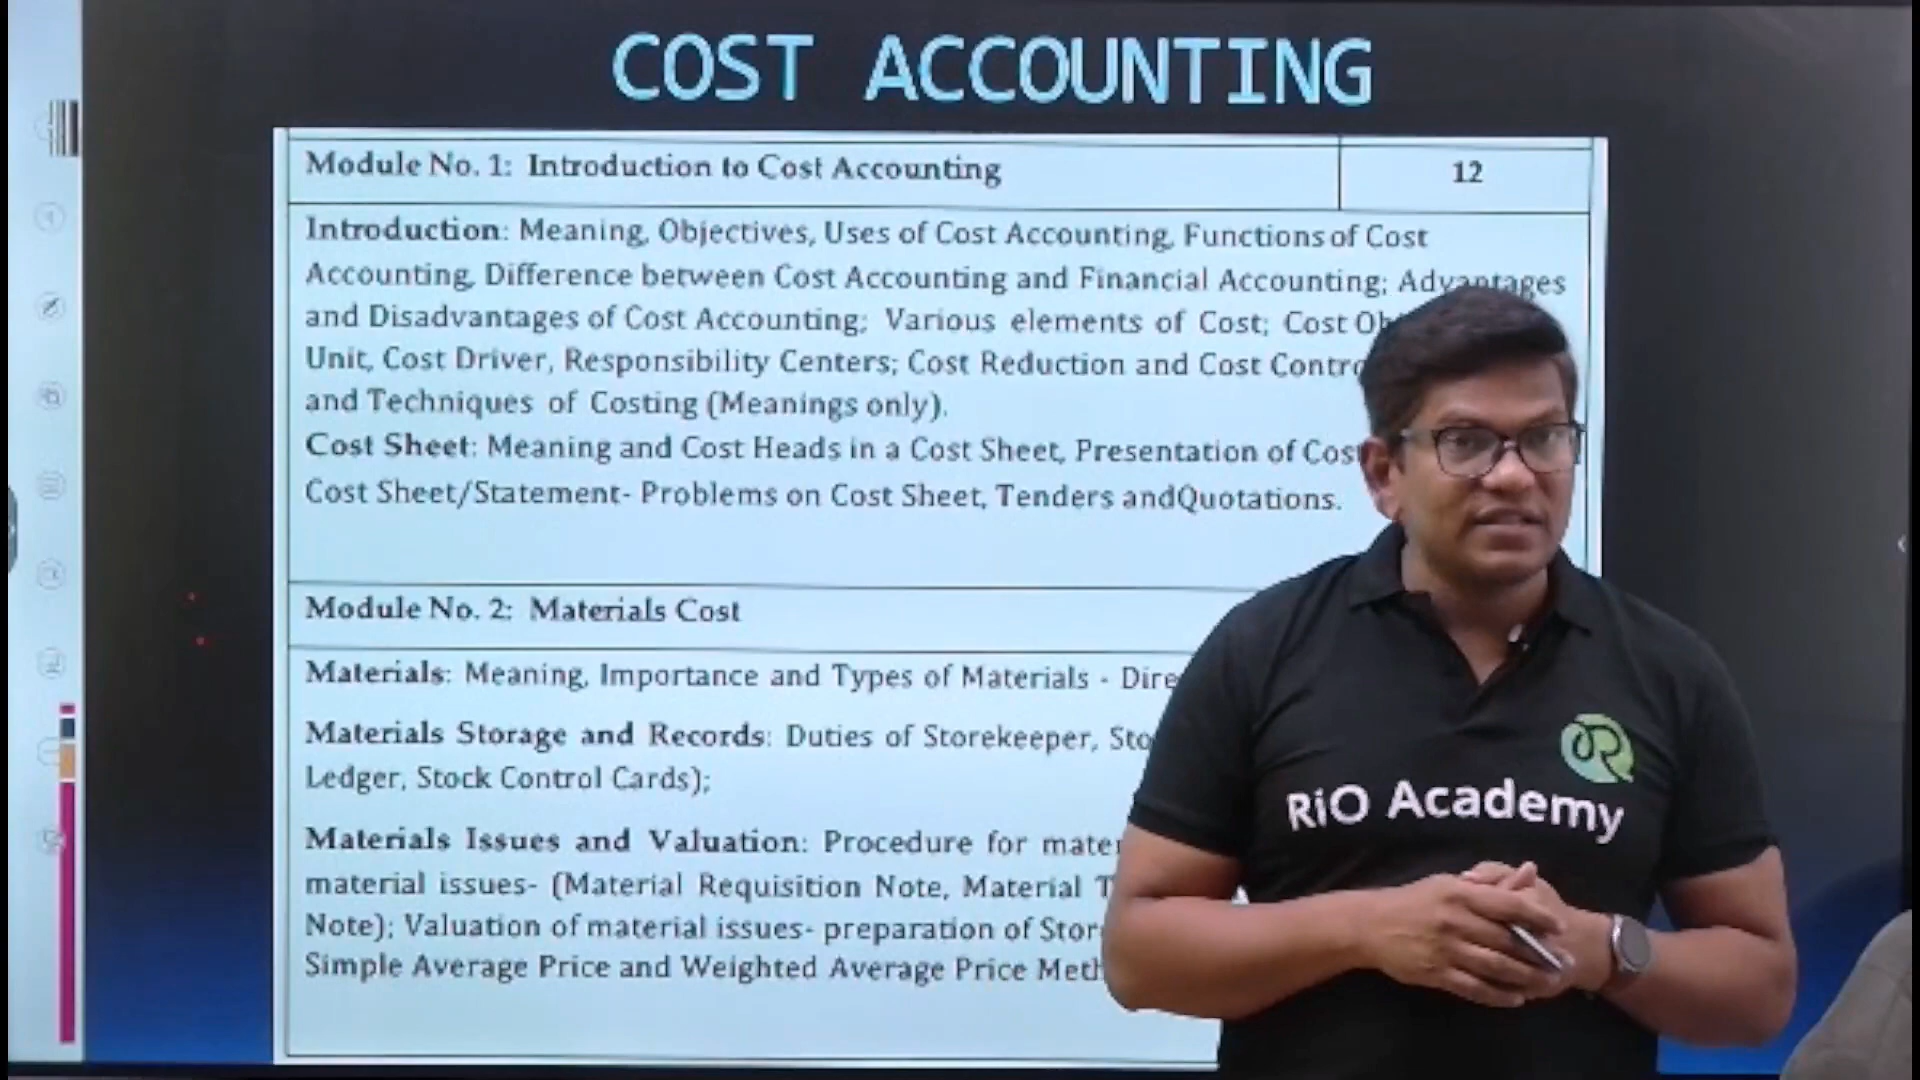 COST ACCOUNTING
Module No. 1: Introduction to Cost Accounting 12
Introduction: Meaning, Objectives, Uses of Cost Accounting, Functions of Cost
Accounting, Difference between Cost Accounting and Financial Accounting; Advantages
and Disadvantages of Cost Accounting; Various elements of Cost; Cost
Unit, Cost Driver, Responsibility Centers; Cost Reduction and Cost
and Techniques of Costing (Meanings only).
Cost Sheet: Meaning and Cost Heads in a Cost Sheet, Presentation of
Cost Sheet/Statement- Problems on Cost Sheet, Tenders andQuotations.
Module No. 2: Materials Cost
Materials: Meaning, Importance and Types of Materials -
Materials Storage and Records: Duties of Storekeeper,
Ledger, Stock Control Cards);
Materials Issues and Valuation: Procedure for
material issues- (Material Requisition Note, Material
Note); Valuation of material issues- preparation of
Simple Average Price and Weighted Average Price
RiO Academy